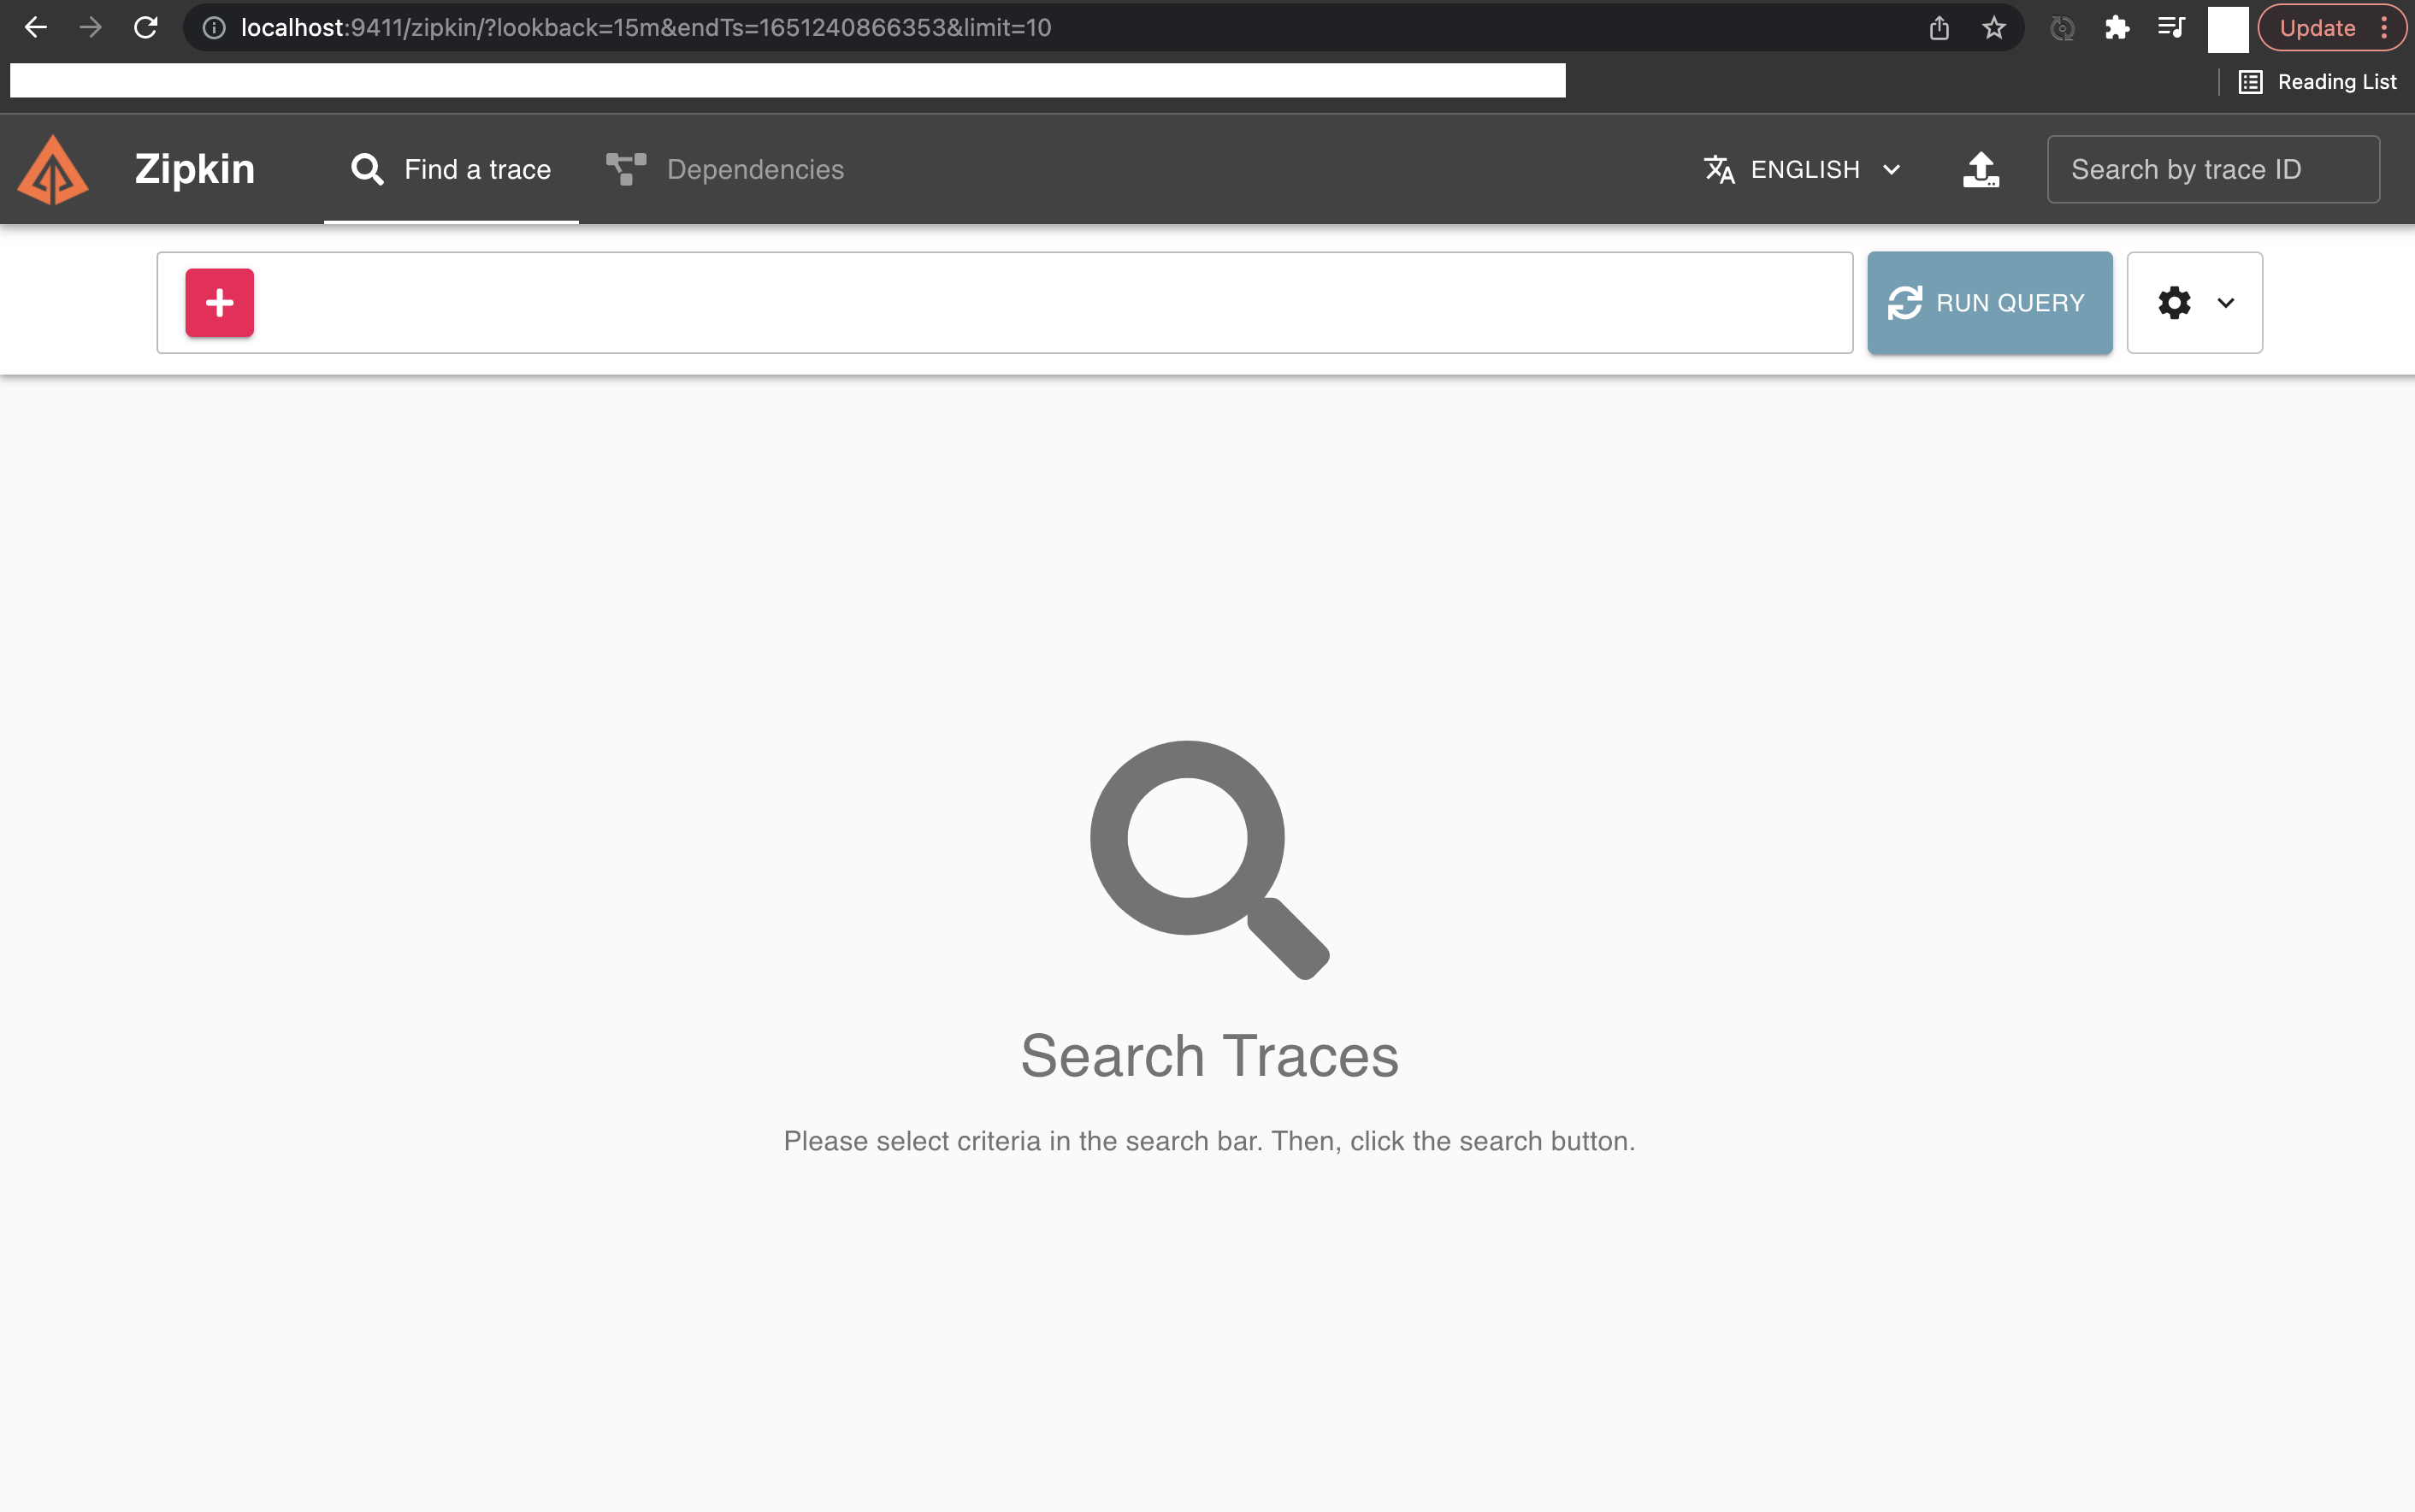 localhost:9411/zipkin/?lookback=15m&endTs=1651240866353&limit=10
Update
Reading List
Zipkin
Find a trace
Dependencies
ENGLISH
Search by trace ID
RUN QUERY
Search Traces
Please select criteria in the search bar. Then, click the search button.